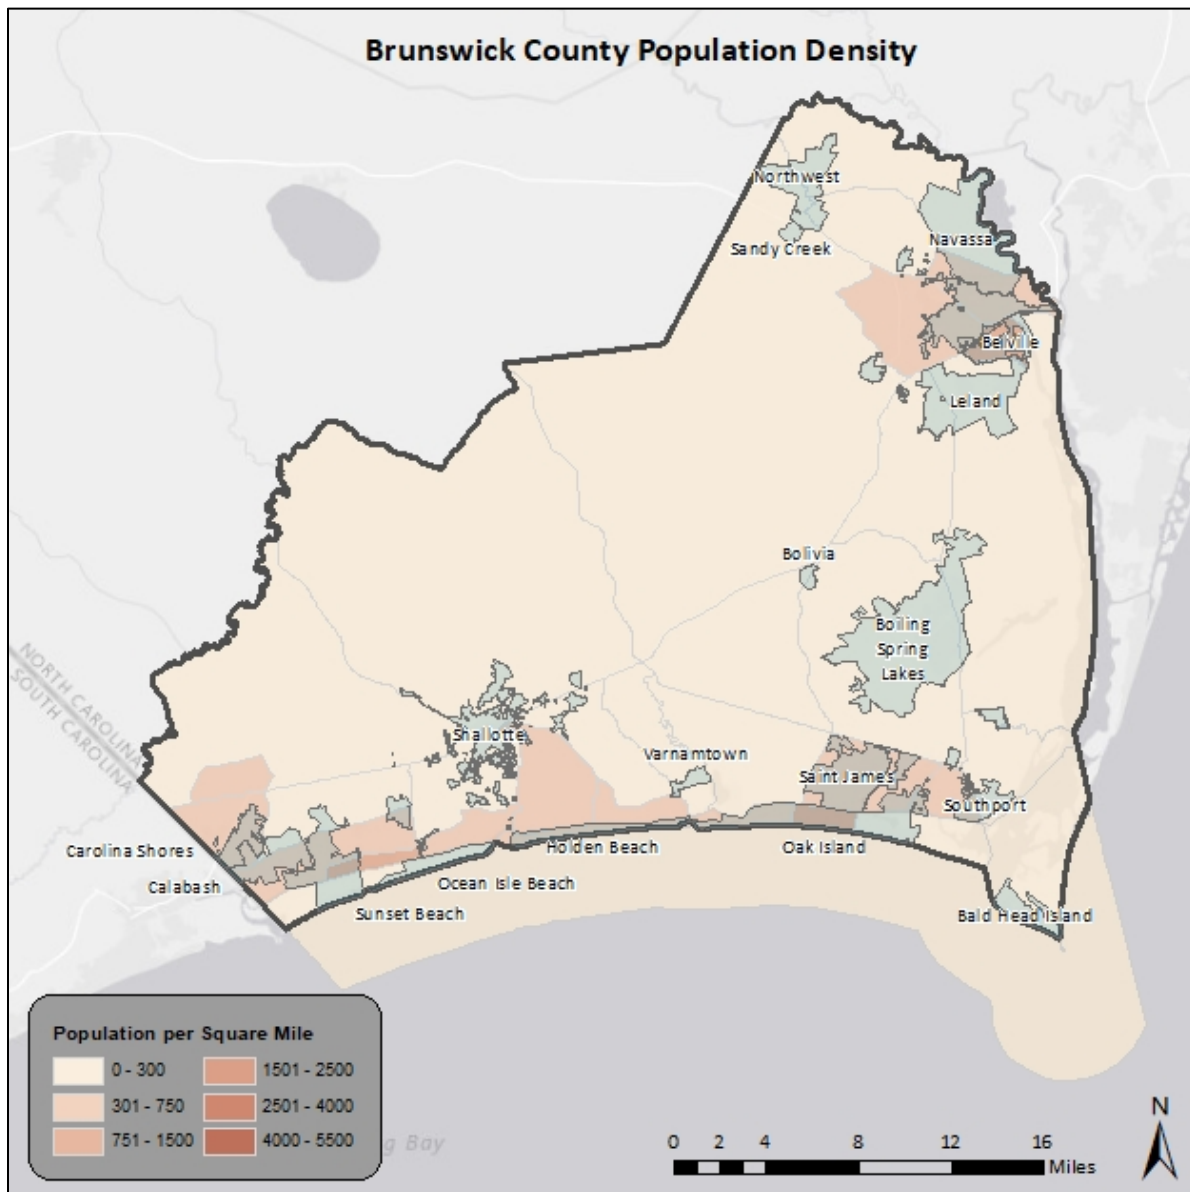 Brunswick County Population Density
Northwest
Sandy Creek
Navassa
Belville
Leland
Bolivia
Boiling
Spring
Lakes
NORTH CAROLINA
SOUTH CAROLINA
Shallotte
Varnamtown
Saint James
Southport
Carolina Shores
Calabash
Holden Beach
Oak Island
Ocean Isle Beach
Sunset Beach
Bald Head Island
Population per Square Mile
0 - 300
1501 - 2500
301 - 750
2501 - 4000
751 - 1500
4000 - 5500
g Bay
0 2 4 8 12 16
Miles
N